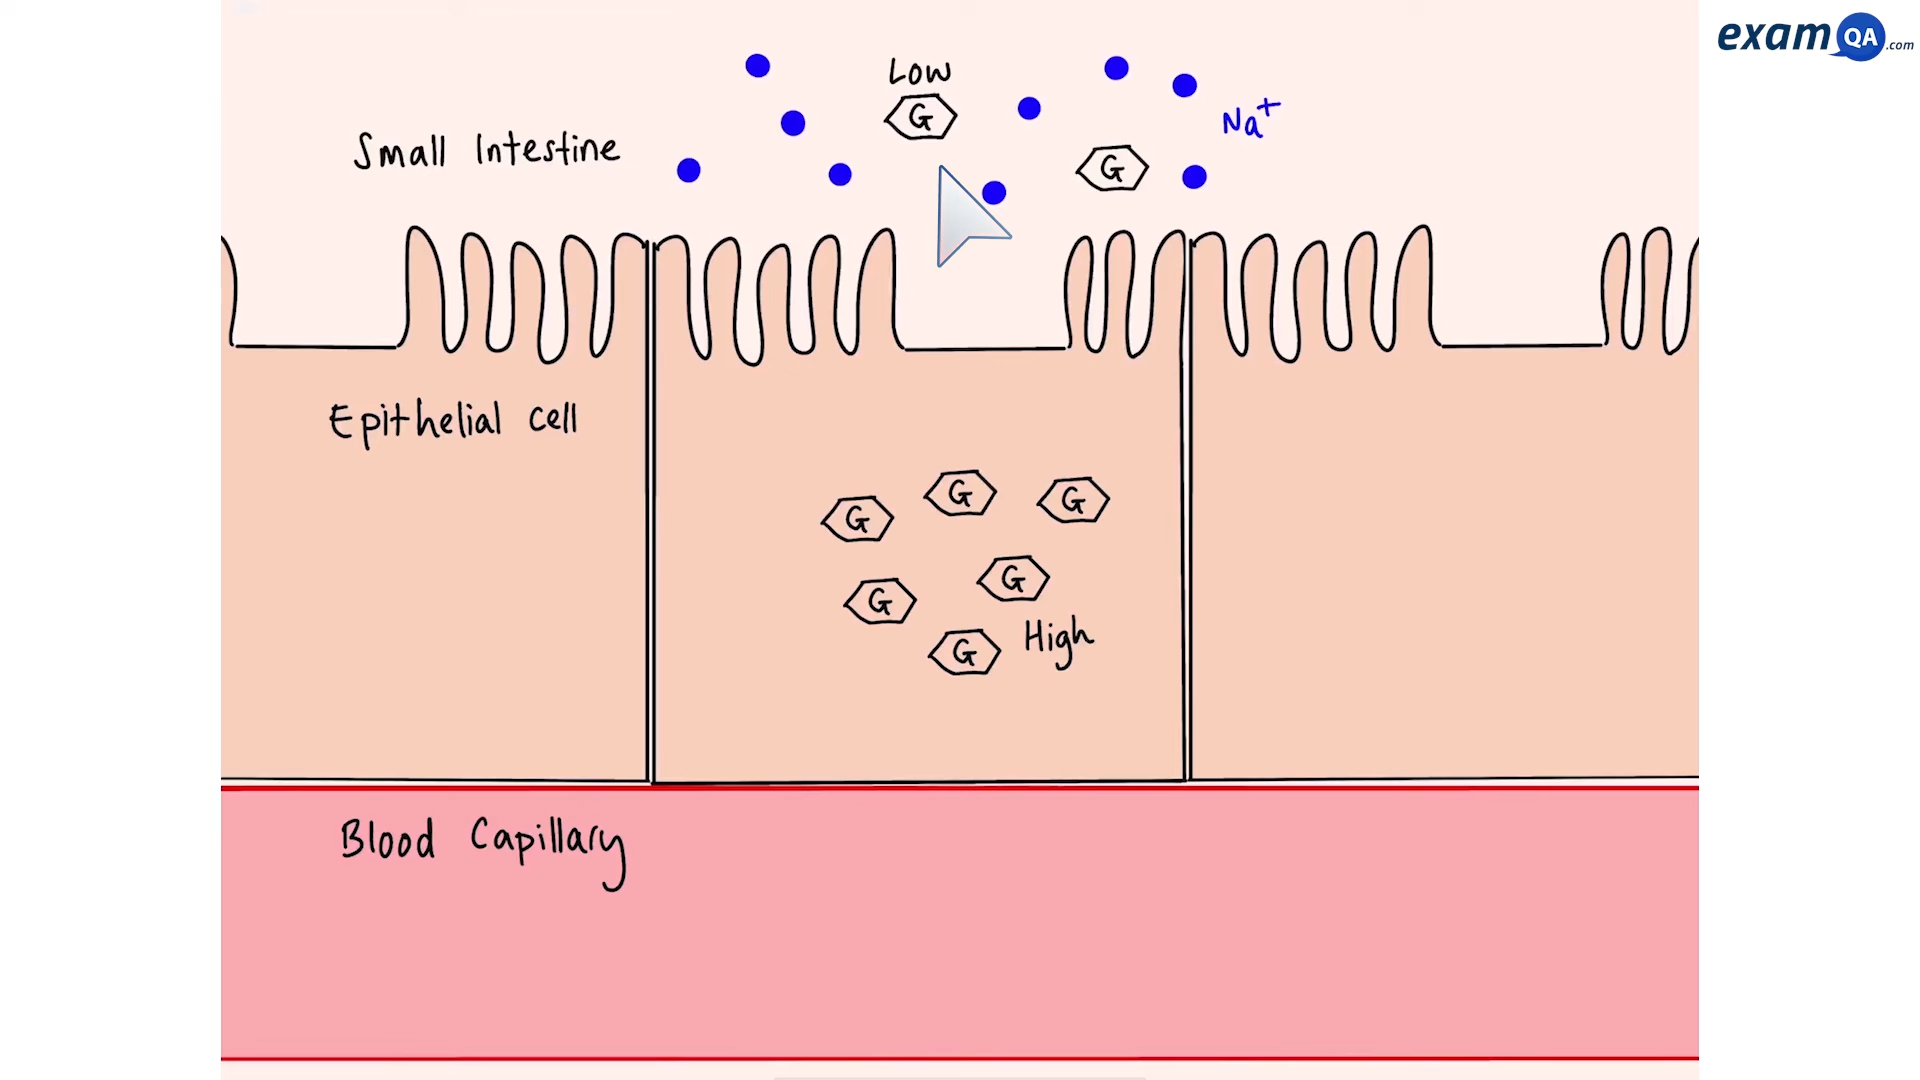 examQA.com
Low
G
Na+
Small Intestine
G
Epithelial cell
G
G
G
G
G
High
G
Blood Capillary